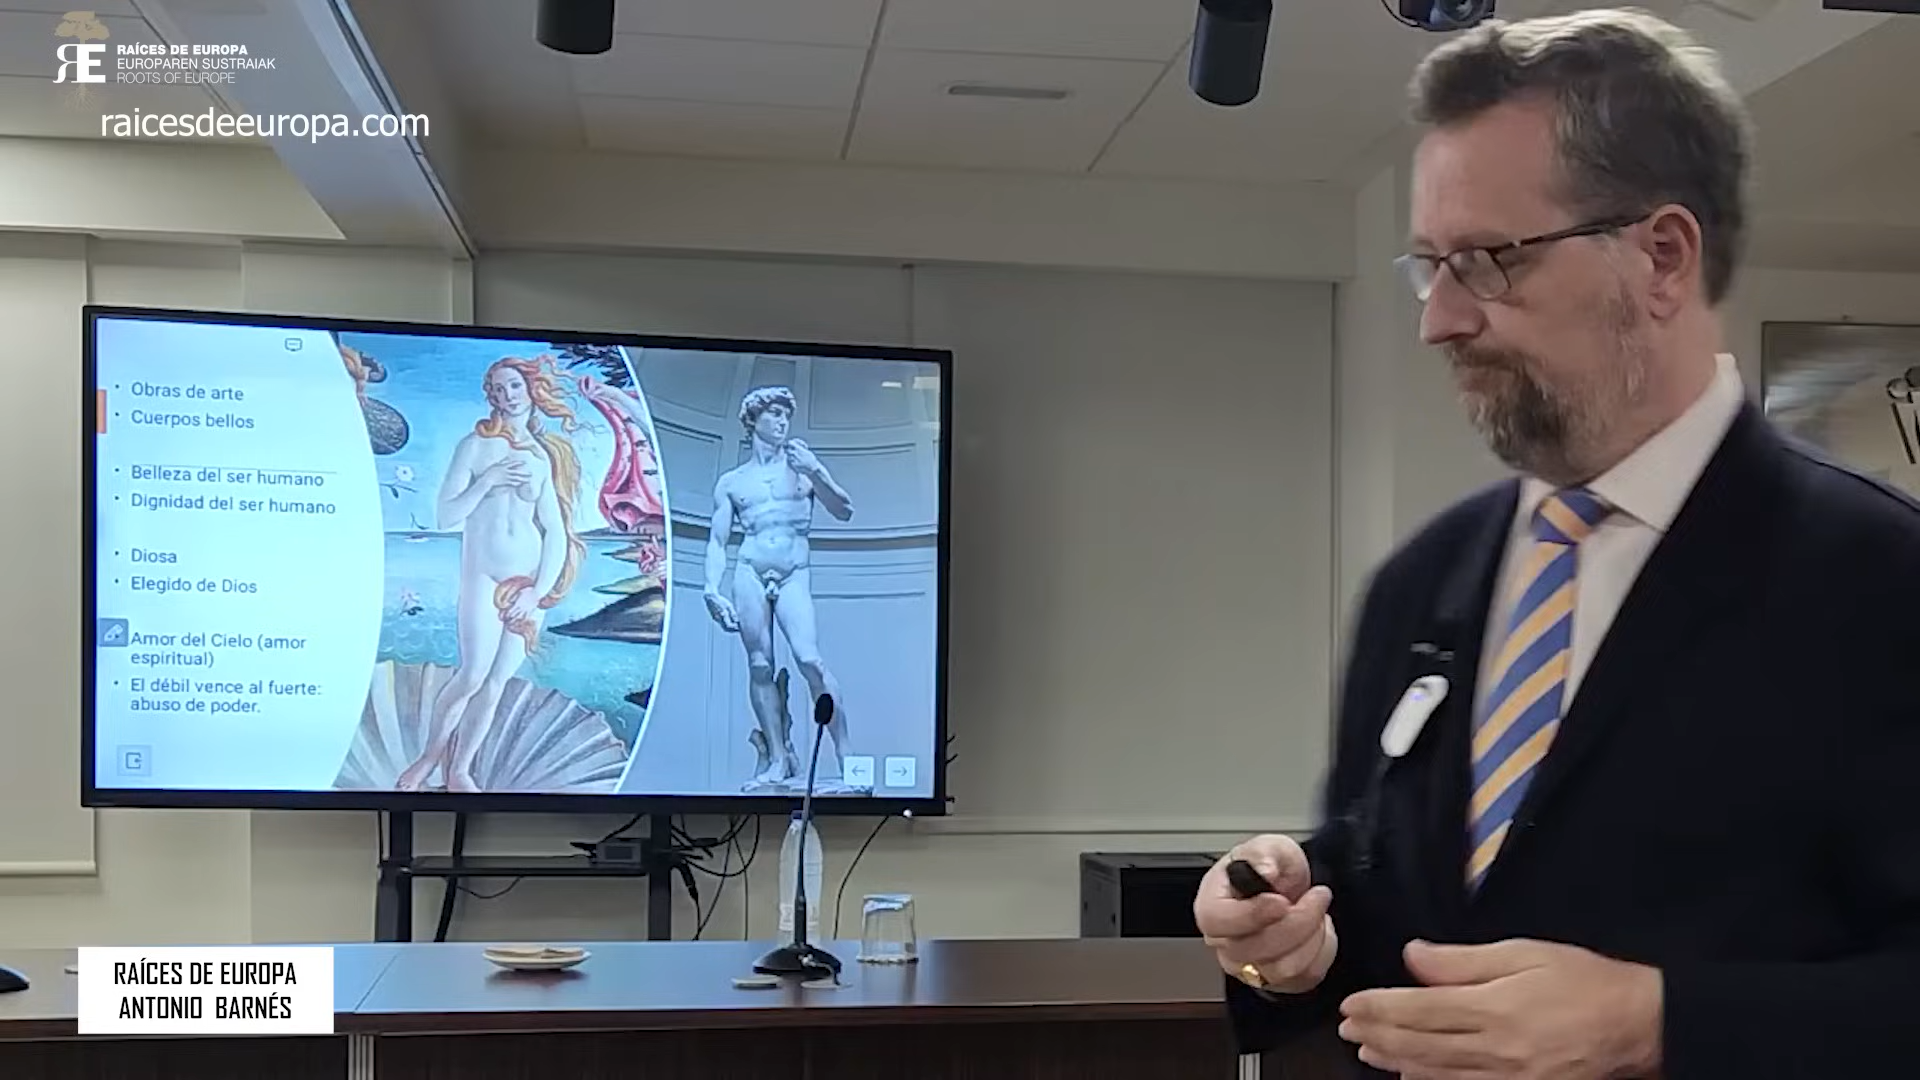 RAÍCES DE EUROPA
EUROPAREN SUSTRAIAK
ROOTS OF EUROPE
raicesdeeuropa.com
Obras de arte
Cuerpos bellos
Belleza del ser humano
Dignidad del ser humano
Diosa
Elegido de Dios
Amor del Cielo (amor
espiritual)
El débil vence al fuerte:
abuso de poder.
RAÍCES DE EUROPA
ANTONIO BARNÉS